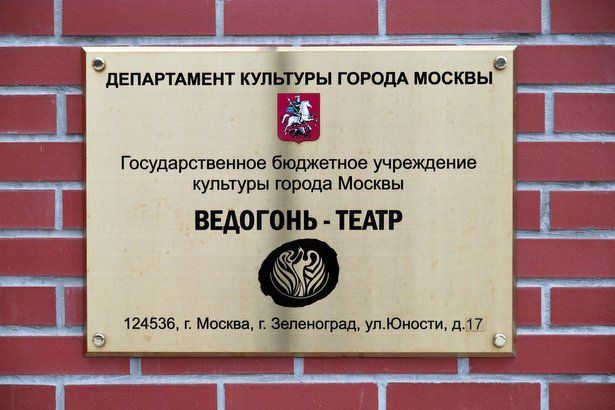 ДЕПАРТАМЕНТ КУЛЬТУРЫ ГОРОДА МОСКВЫ
Государственное бюджетное учреждение
культуры города Москвы
ВЕДОГОНЬ - ТЕАТР
124536, г. Москва, г. Зеленоград, ул.Юности, д.17